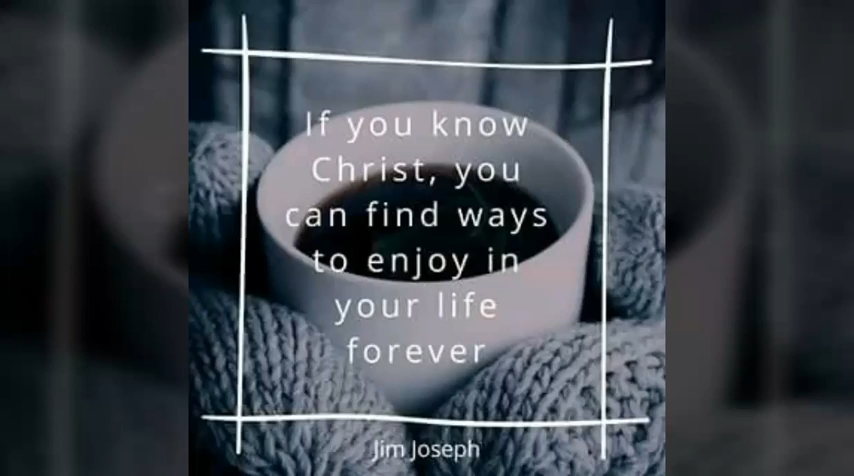 If you know
Christ, you
can find ways
to enjoy in
your life
forever
Jim Joseph